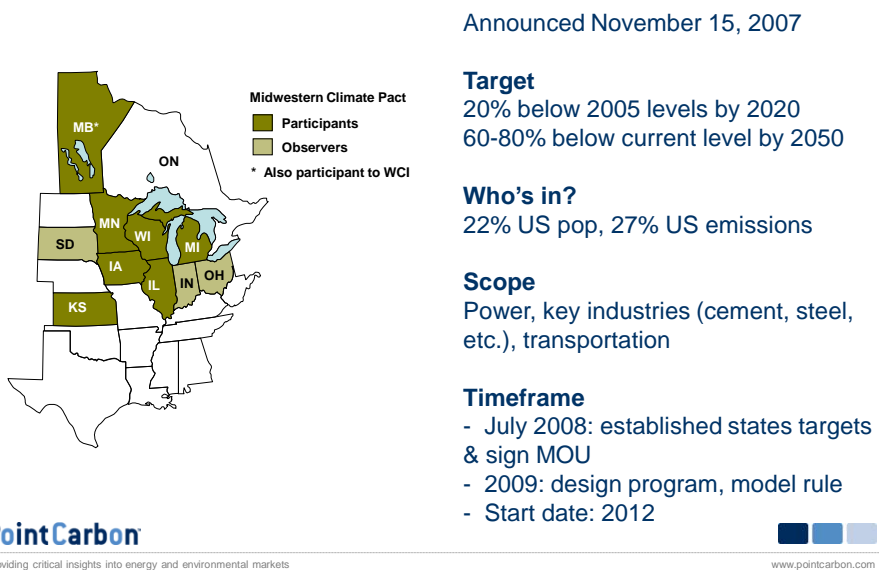 Announced November 15, 2007
Target
20% below 2005 levels by 2020
60-80% below current level by 2050
Who's in?
22% US pop, 27% US emissions
Scope
Power, key industries (cement, steel,
etc.), transportation
Timeframe
- July 2008: established states targets
& sign MOU
- 2009: design program, model rule
- Start date: 2012
Midwestern Climate Pact
Participants
Observers
* Also participant to WCI
MB*
ON
MN
WI
SD
MI
IA
IL
IN
OH
KS
ointCarbon
oviding critical insights into energy and environmental markets
www.pointcarbon.com